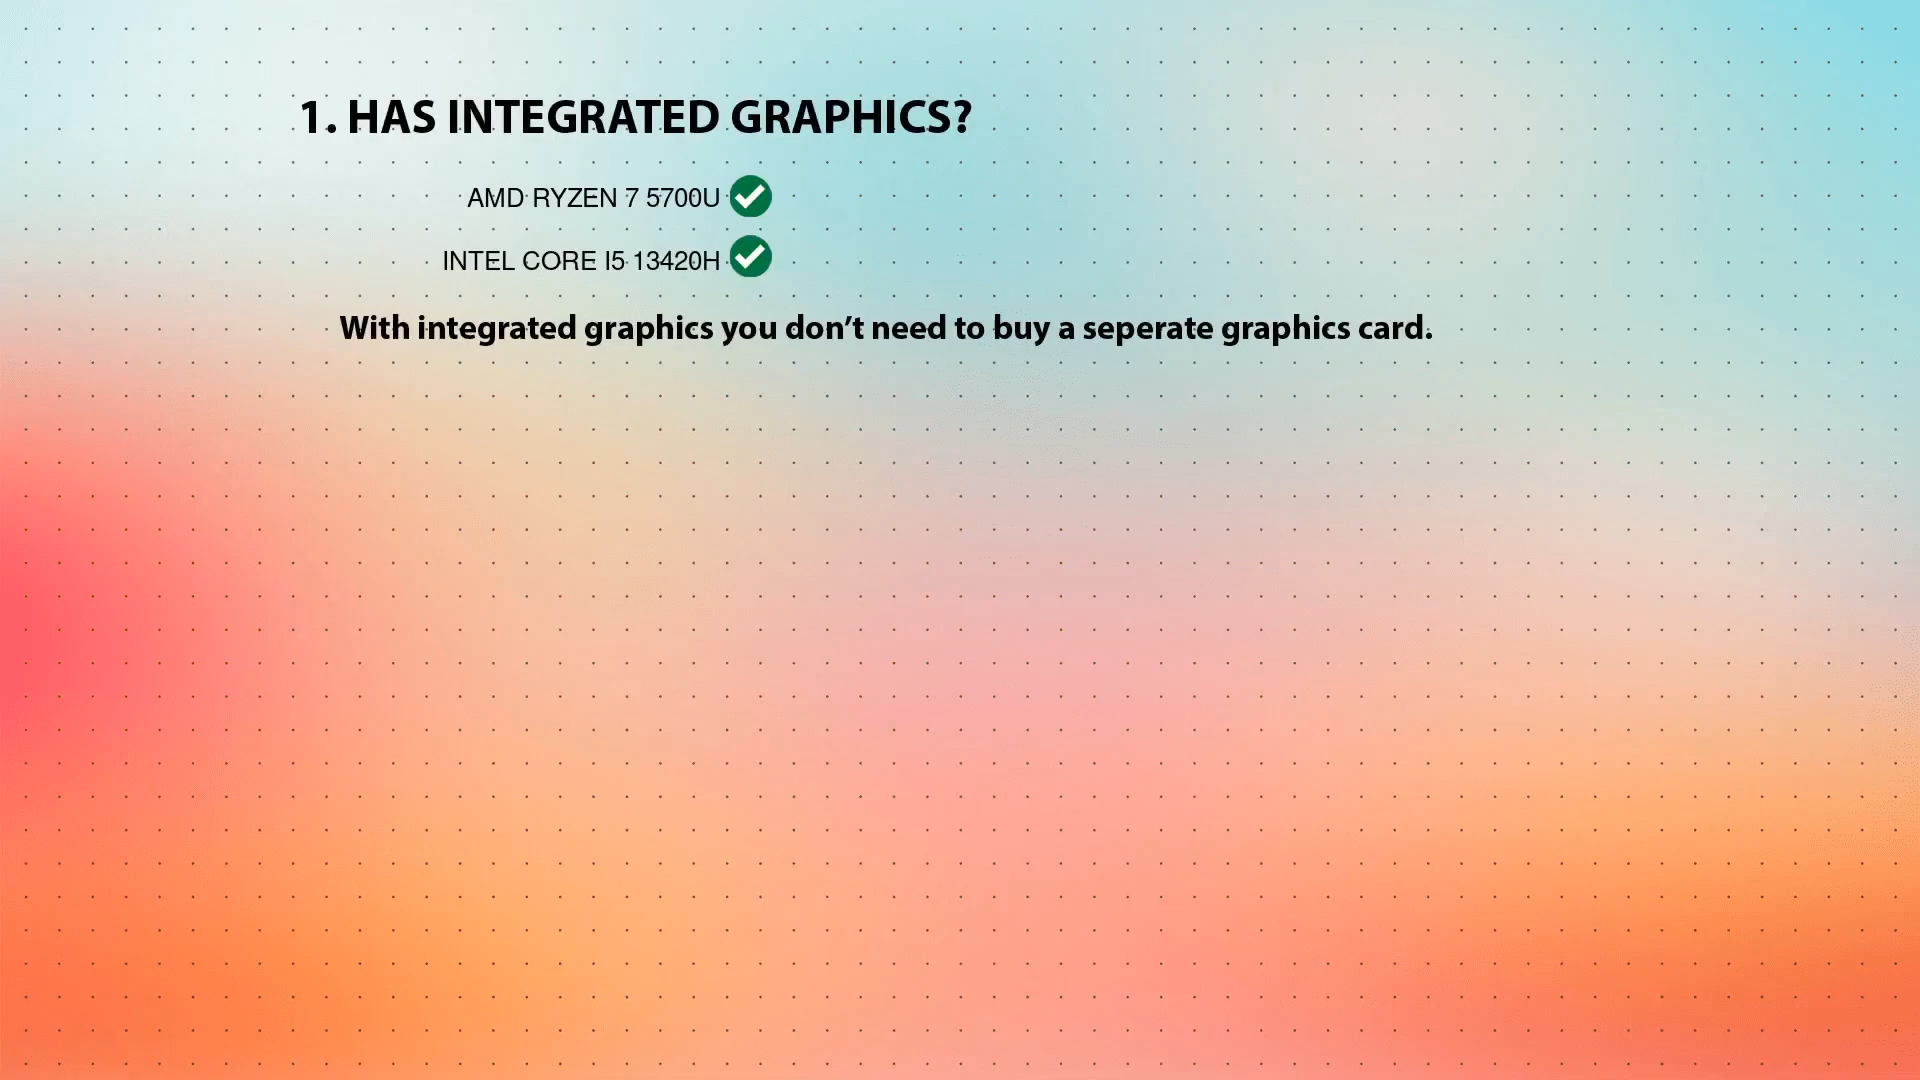 1. HAS INTEGRATED GRAPHICS?
AMD RYZEN 7 5700U
INTEL CORE I5 13420H
With integrated graphics you don’t need to buy a seperate graphics card.